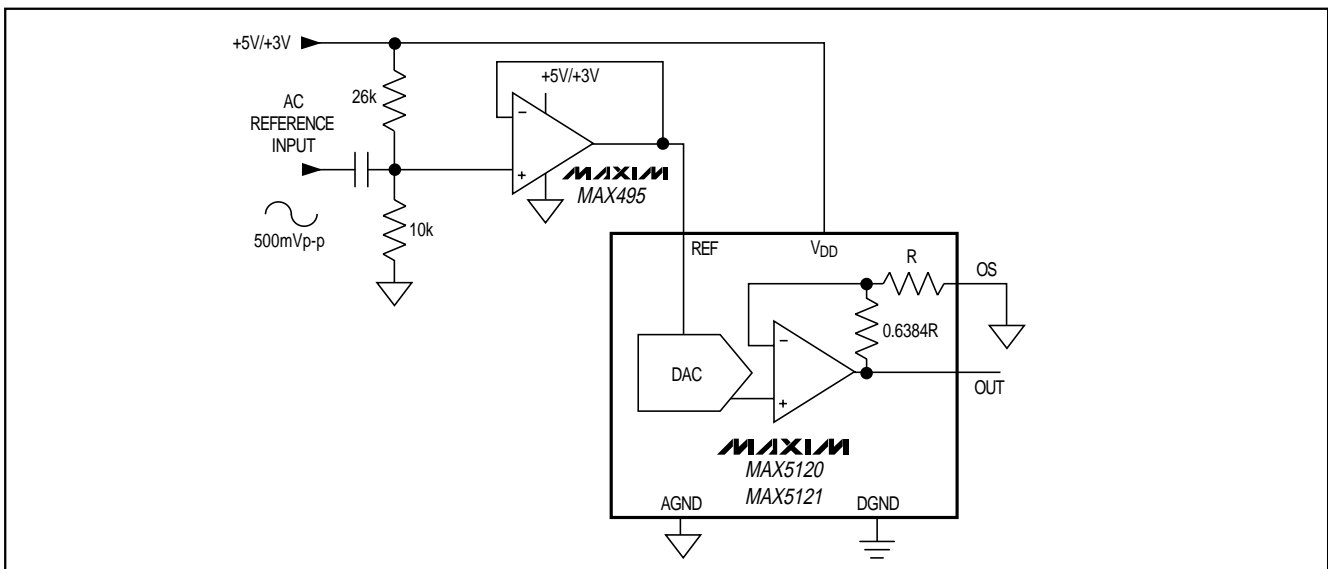 +5V/+3V
26k
AC
REFERENCE
INPUT
500mVp-p
10k
+5V/+3V
−
+
MAXIM
MAX495
REF
VDD
R
OS
0.6384R
−
+
DAC
OUT
MAXIM
MAX5120
MAX5121
AGND
DGND